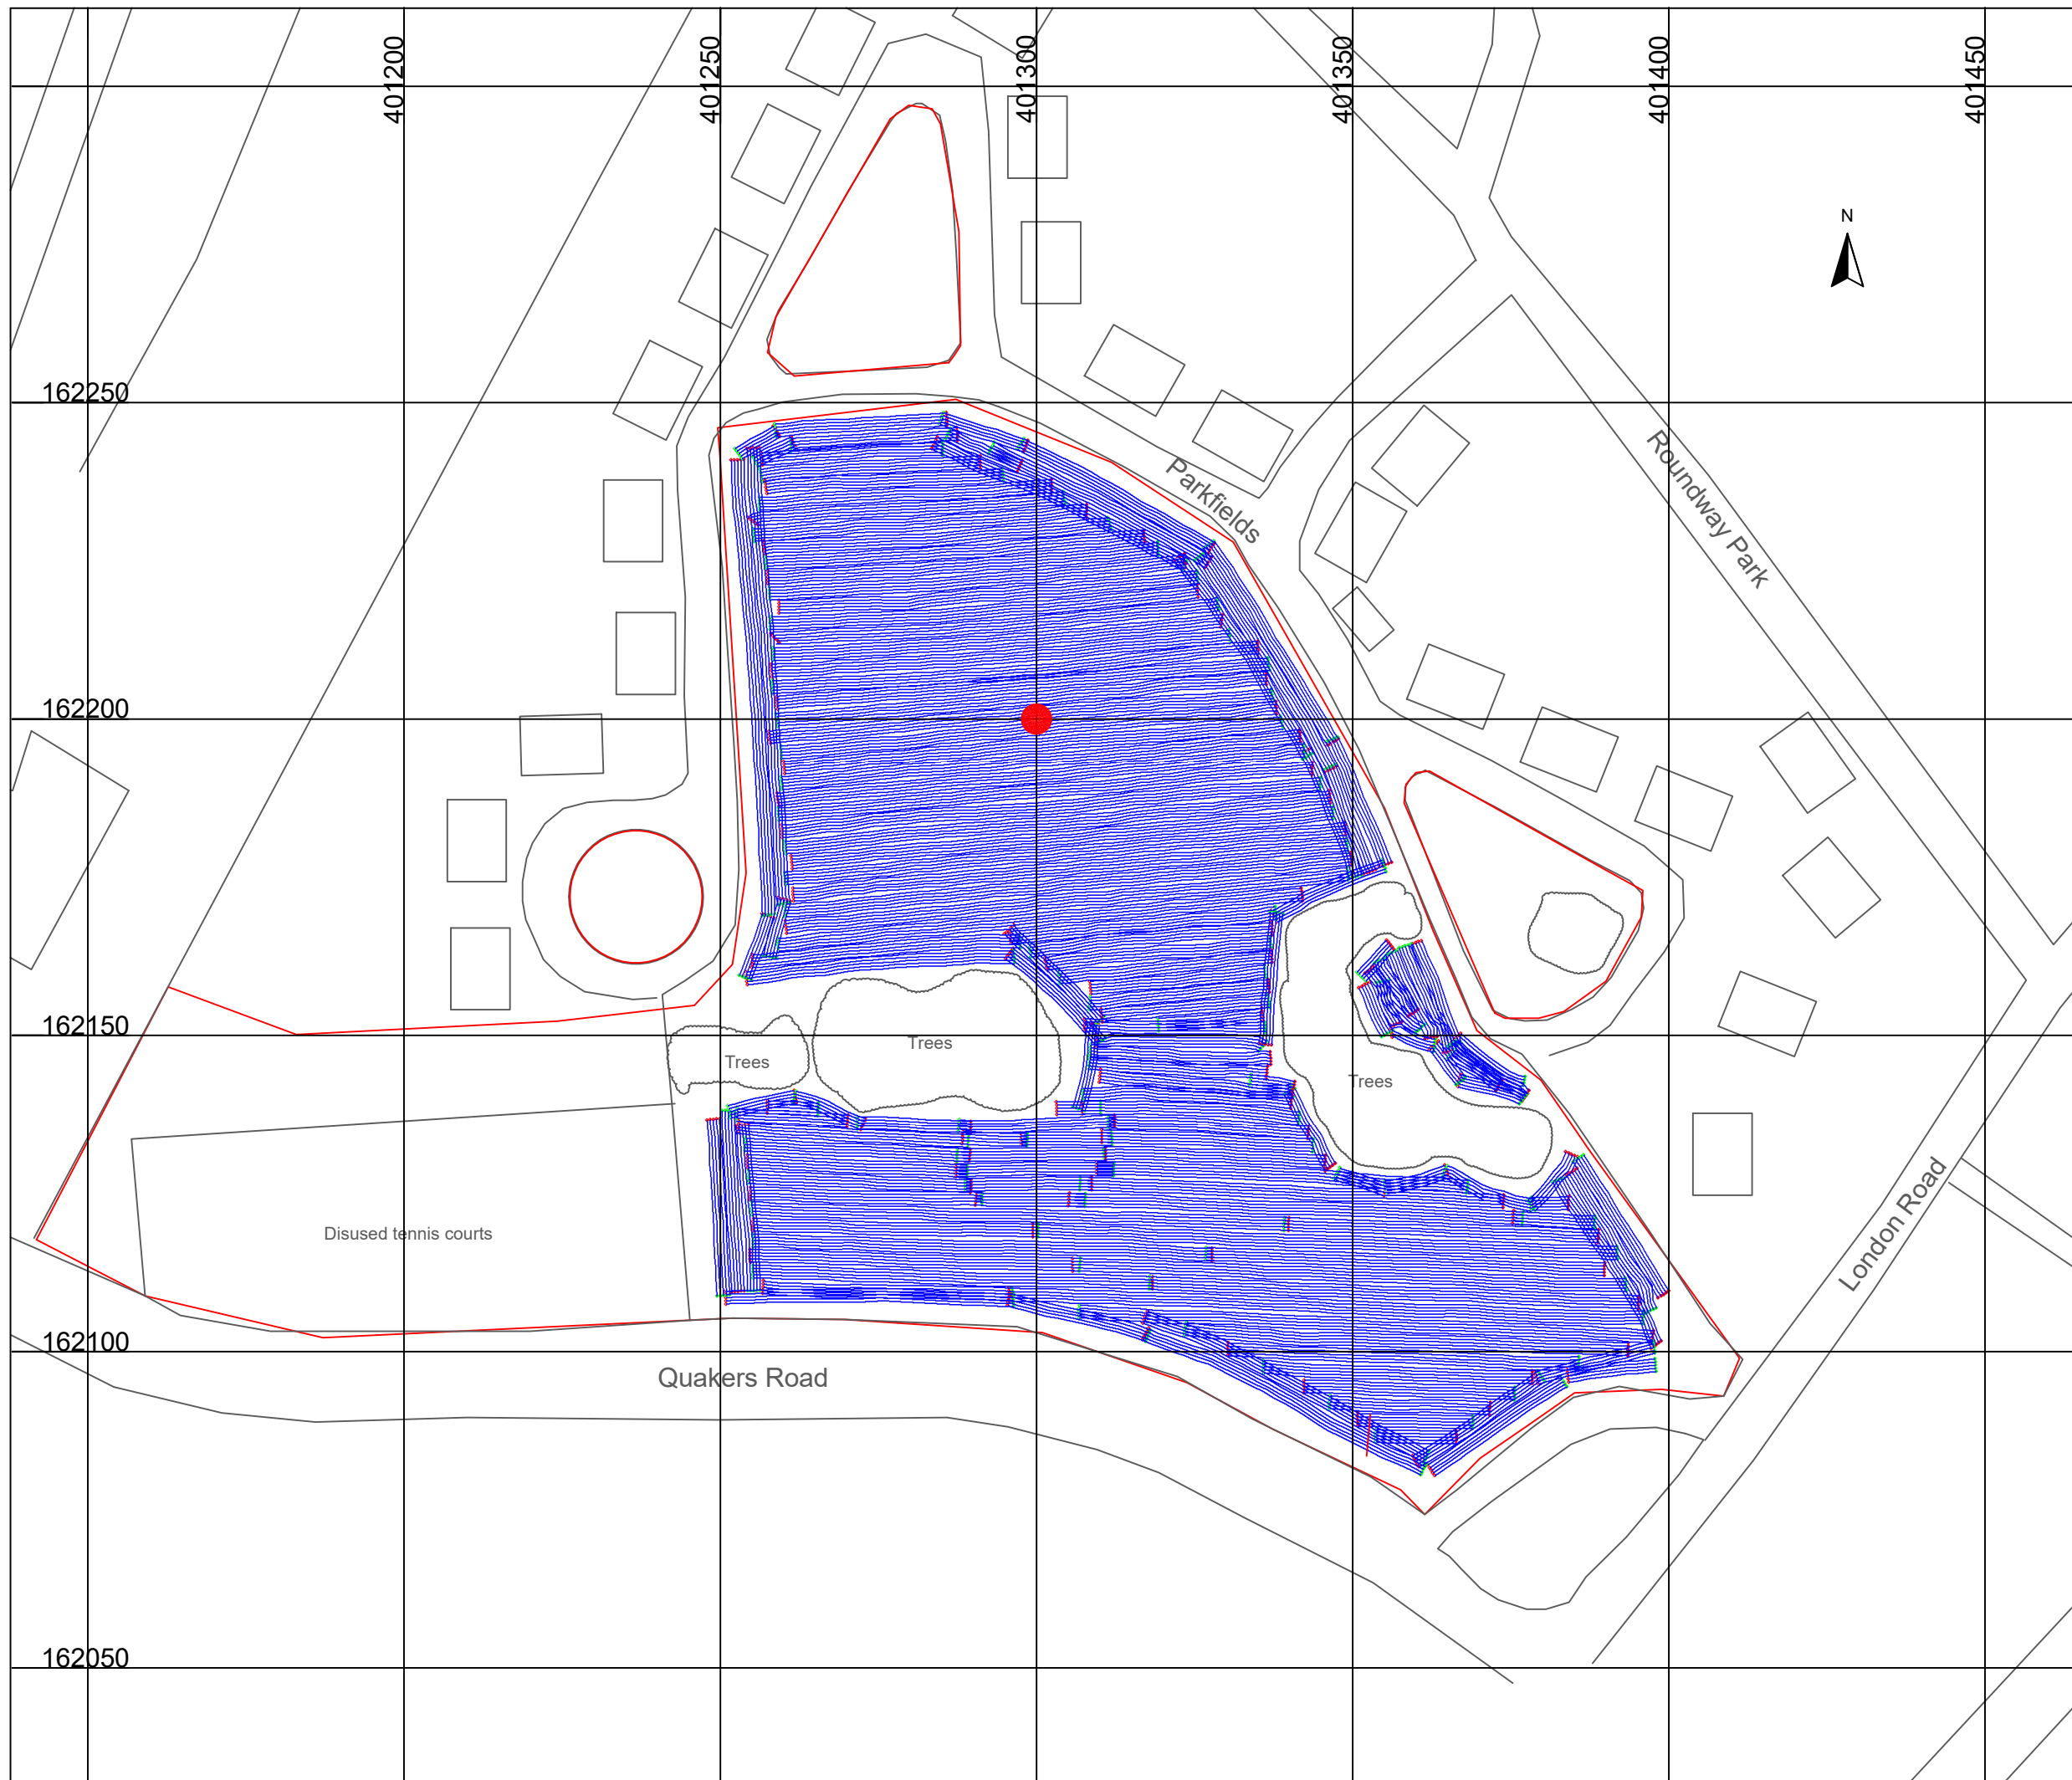 401200
401250
401300
401350
401400
401450
N
162250
Parkfields
Roundway Park
162200
162150
Trees
Trees
Trees
Disused tennis courts
London Road
162100
Quakers Road
162050